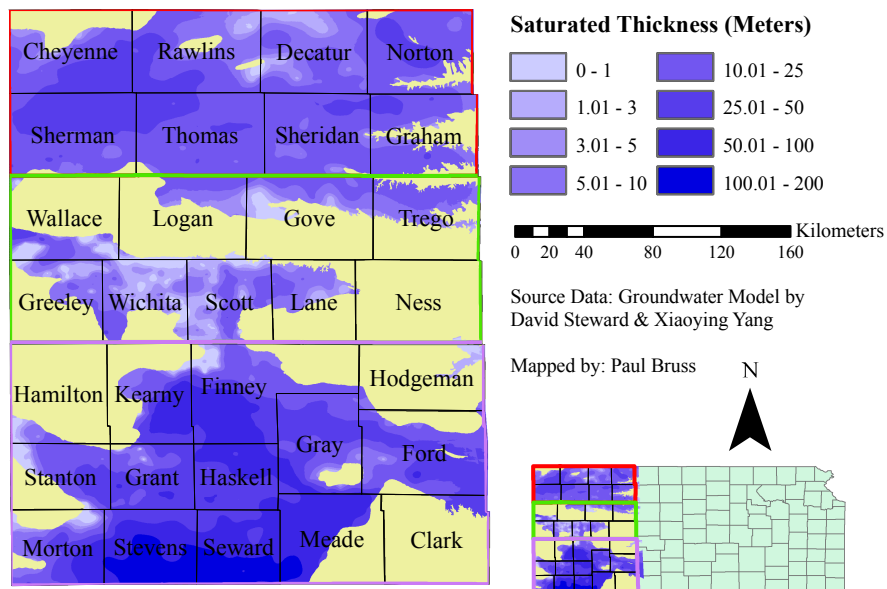 Cheyenne Rawlins Decatur Norton
Sherman Thomas Sheridan Graham
Wallace Logan Gove Trego
Greeley Wichita Scott Lane Ness
Hamilton Kearny Finney Hodgeman
Gray Ford
Stanton Grant Haskell
Morton Stevens Seward Meade Clark
Saturated Thickness (Meters)
0 - 1 10.01 - 25
1.01 - 3 25.01 - 50
3.01 - 5 50.01 - 100
5.01 - 10 100.01 - 200
Kilometers
0 20 40 80 120 160
Source Data: Groundwater Model by
David Steward & Xiaoying Yang
Mapped by: Paul Bruss
N